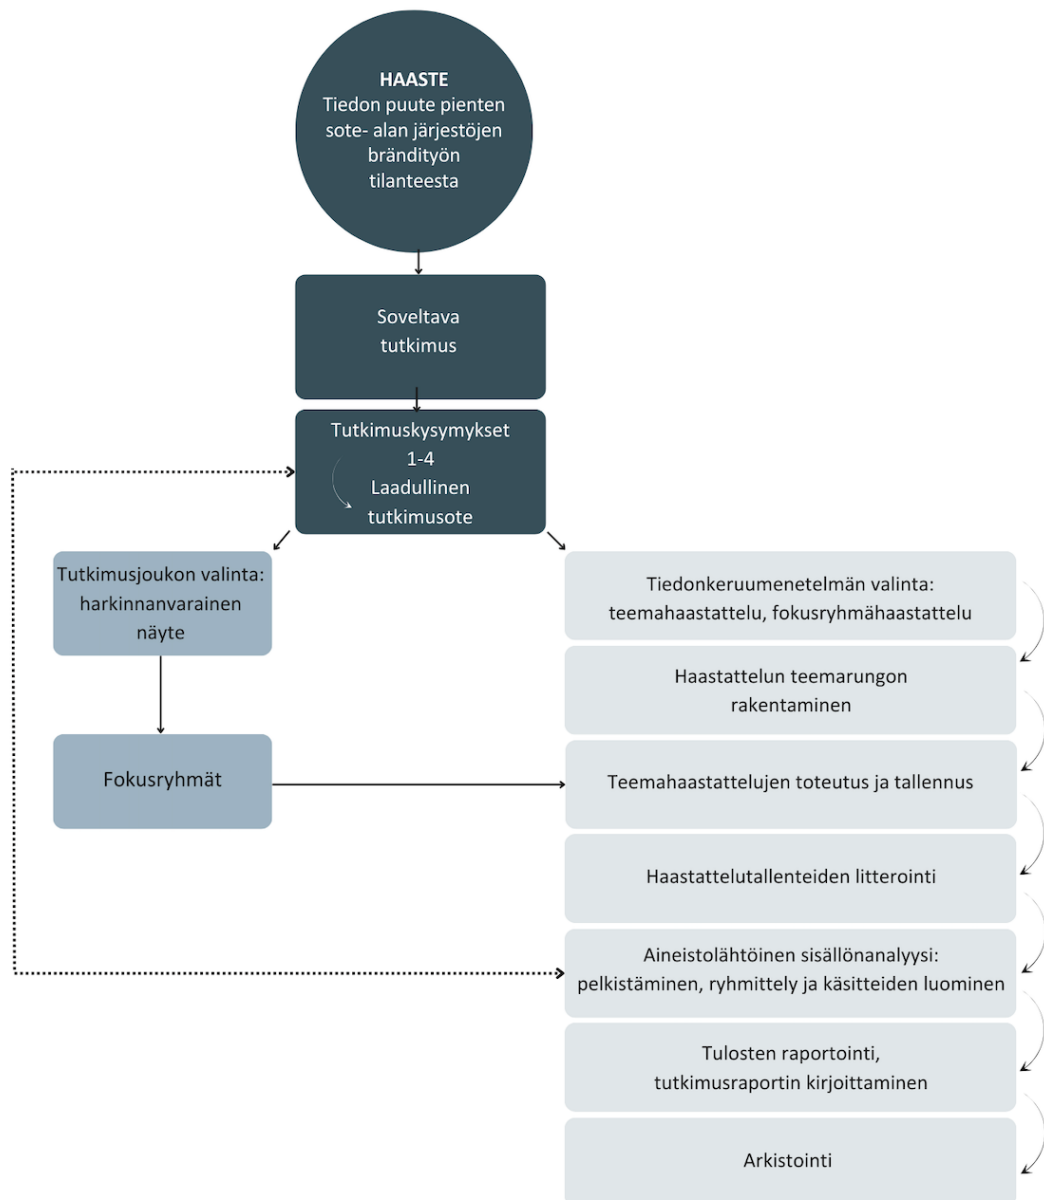 HAASTE
Tiedon puute pienten
sote- alan järjestöjen
brändityön
tilanteesta
Soveltava
tutkimus
Tutkimuskysymykset
1-4
Laadullinen
tutkimusote
Tutkimusjoukon valinta:
harkinnanvarainen
näyte
Fokusryhmät
Tiedonkeruumenetelmän valinta:
teemahaastattelu, fokusryhmähaastattelu
Haastattelun teemarungon
rakentaminen
Teemahaastattelujen toteutus ja tallennus
Haastattelutallenteiden litterointi
Aineistolähtöinen sisällönanalyysi:
pelkistäminen, ryhmittely ja käsitteiden luominen
Tulosten raportointi,
tutkimusraportin kirjoittaminen
Arkistointi